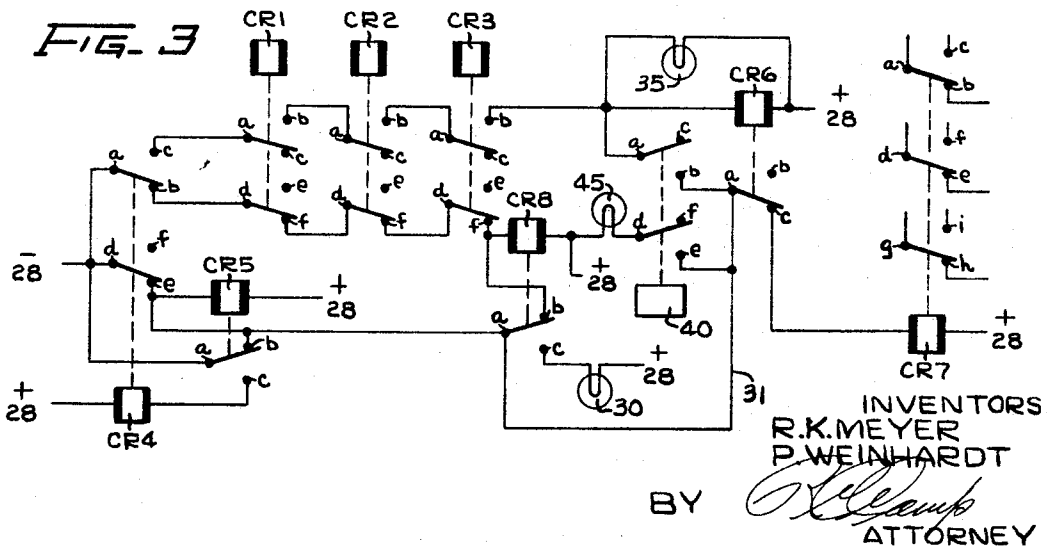 FIG_ 3
CR1 CR2 CR3
35
CR6
+
28
a b c
d e f
a b c
d e f
a b c
d e f
a c b
d f e
−
28
CR5
+
28
a b c
+
28
CR4
CR8
45
+
28
a b c
+
28
30
a c b
d f e
40
a b c
31
a c b
d f e
g i h
+
28
CR7
INVENTORS
R.K.MEYER
P.WEINHARDT
BY
ATTORNEY